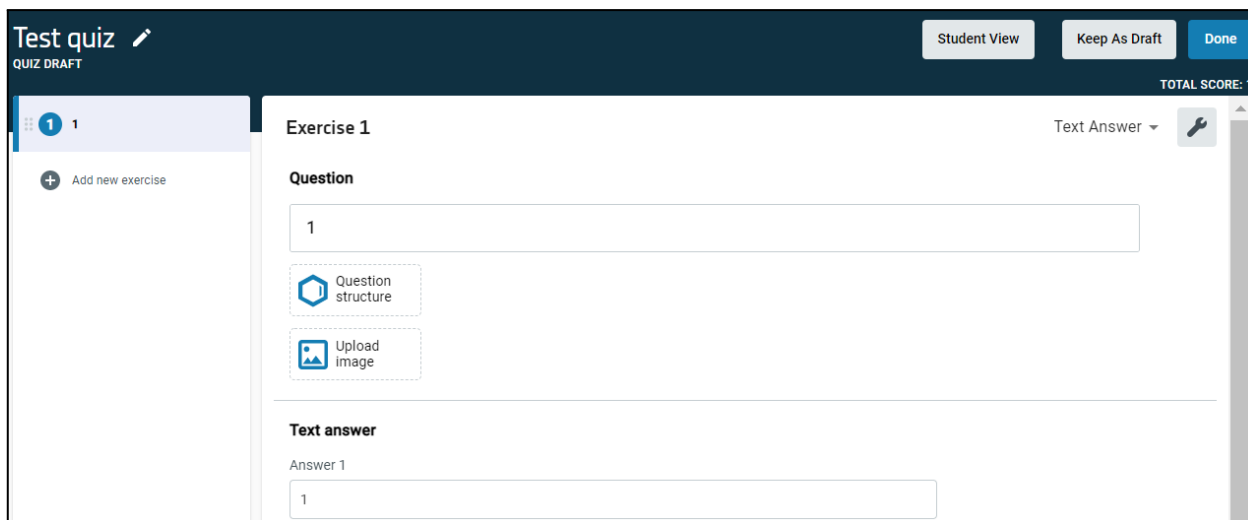 Test quiz
QUIZ DRAFT
Student View
Keep As Draft
Done
TOTAL SCORE:
1 1
Add new exercise
Exercise 1
Text Answer
Question
1
Question
structure
Upload
image
Text answer
Answer 1
1